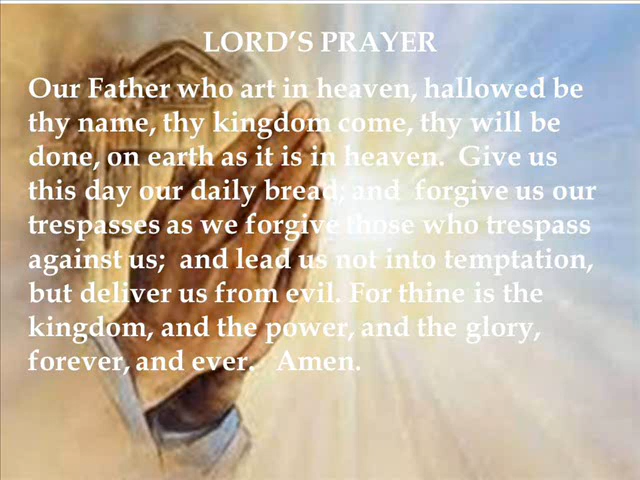 LORD’S PRAYER
Our Father who art in heaven, hallowed be
thy name, thy kingdom come, thy will be
done, on earth as it is in heaven.  Give us
this day our daily bread; and  forgive us our
trespasses as we forgive those who trespass
against us;  and lead us not into temptation,
but deliver us from evil. For thine is the
kingdom, and the power, and the glory,
forever, and ever.   Amen.